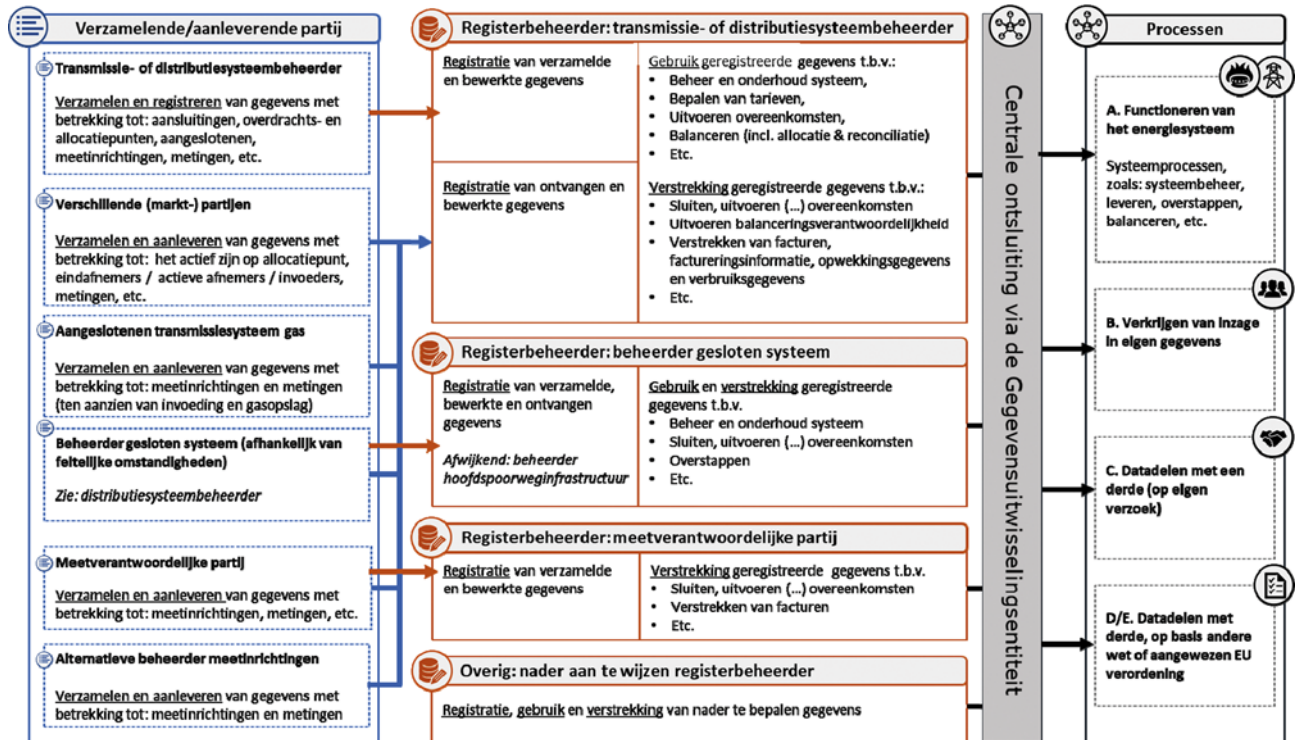 Verzamelende/aanleverende partij
Transmissie- of distributiesysteembeheerder
Verzamelen en registreren van gegevens met
betrekking tot: aansluitingen, overdrachts- en
allocatiepunten, aangeslotenen,
meetinrichtingen, metingen, etc.
Verschillende (markt-) partijen
Verzamelen en aanleveren van gegevens met
betrekking tot: het actief zijn op allocatiepunt,
eindafnemers / actieve afnemers / invoeders,
metingen, etc.
Aangeslotenen transmissiesysteem gas
Verzamelen en aanleveren van gegevens met
betrekking tot: meetinrichtingen en metingen
(ten aanzien van invoeding en gasopslag)
Beheerder gesloten systeem (afhankelijk van
feitelijke omstandigheden)
Zie: distributiesysteembeheerder
Meetverantwoordelijke partij
Verzamelen en aanleveren van gegevens met
betrekking tot: meetinrichtingen, metingen, etc.
Alternatieve beheerder meetinrichtingen
Verzamelen en aanleveren van gegevens met
betrekking tot: meetinrichtingen en metingen
Registerbeheerder: transmissie- of distributiesysteembeheerder
Registratie van verzamelde
en bewerkte gegevens
Gebruik geregistreerde gegevens t.b.v.:
• Beheer en onderhoud systeem,
• Bepalen van tarieven,
• Uitvoeren overeenkomsten,
• Balanceren (incl. allocatie & reconciliatie)
• Etc.
Registratie van ontvangen en
bewerkte gegevens
Verstrekking geregistreerde gegevens t.b.v.:
• Sluiten, uitvoeren (...) overeenkomsten
• Uitvoeren balanceringsverantwoordelijkheid
• Verstrekken van facturen,
factureringsinformatie, opwekkingsgegevens
en verbruiksgegevens
• Etc.
Registerbeheerder: beheerder gesloten systeem
Registratie van verzamelde,
bewerkte en ontvangen
gegevens
Afwijkend: beheerder
hoofdspoorweginfrastructuur
Gebruik en verstrekking geregistreerde
gegevens t.b.v.
• Beheer en onderhoud systeem
• Sluiten, uitvoeren (...) overeenkomsten
• Overstappen
• Etc.
Registerbeheerder: meetverantwoordelijke partij
Registratie van verzamelde
en bewerkte gegevens
Verstrekking geregistreerde gegevens t.b.v.
• Sluiten, uitvoeren (...) overeenkomsten
• Verstrekken van facturen
• Etc.
Overig: nader aan te wijzen registerbeheerder
Registratie, gebruik en verstrekking van nader te bepalen gegevens
Centrale ontsluiting via de Gegevensuitwisselingsentiteit
Processen
A. Functioneren van
het energiesysteem
Systeemprocessen,
zoals: systeembeheer,
leveren, overstappen,
balanceren, etc.
B. Verkrijgen van inzage
in eigen gegevens
C. Datadelen met een
derde (op eigen
verzoek)
D/E. Datadelen met
derde, op basis andere
wet of aangewezen EU
verordening